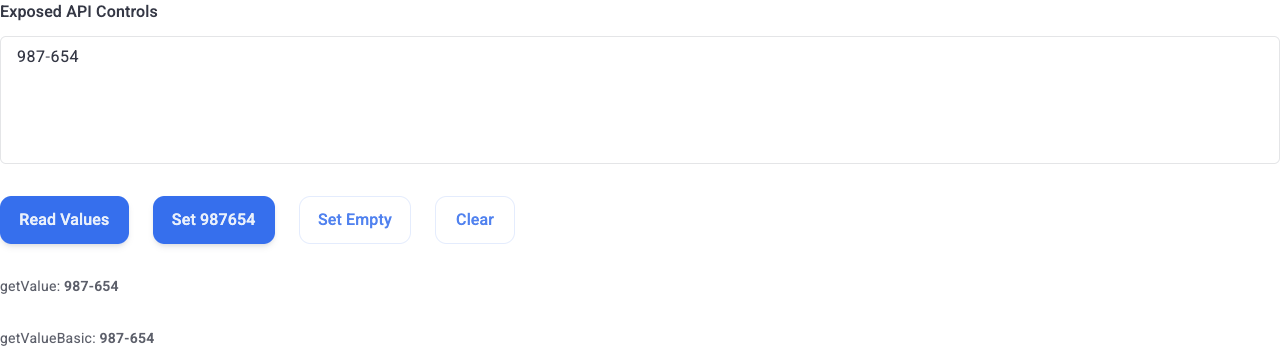 Exposed API Controls
987-654
Read Values Set 987654 Set Empty Clear
getValue: 987-654
getValueBasic: 987-654